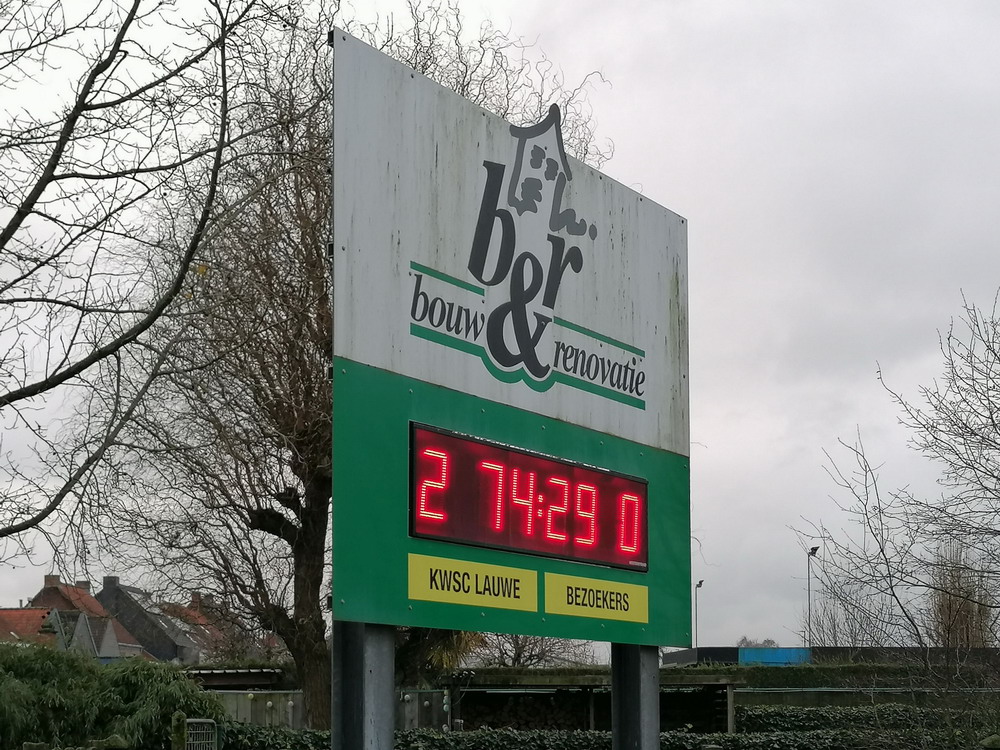 b&r
bouw & renovatie
2 74:29 0
KWSC LAUWE BEZOEKERS